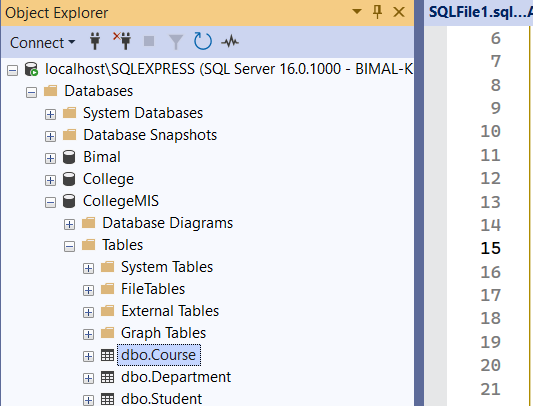 Object Explorer
Connect
localhost\SQLEXPRESS (SQL Server 16.0.1000 - BIMAL-K
Databases
System Databases
Database Snapshots
Bimal
College
CollegeMIS
Database Diagrams
Tables
System Tables
FileTables
External Tables
Graph Tables
dbo.Course
dbo.Department
dbo.Student
SQLFile1.sql...A
6
7
8
9
10
11
12
13
14
15
16
17
18
19
20
21